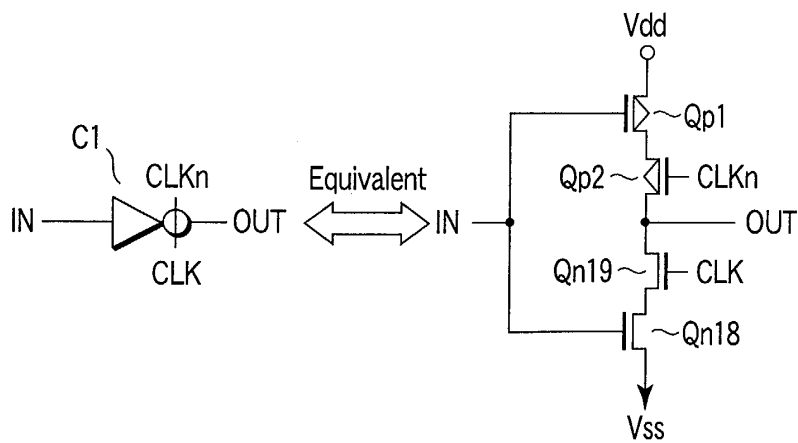 C1
CLKn
IN
OUT
CLK
Equivalent
Vdd
Qp1
Qp2
CLKn
IN
OUT
Qn19
CLK
Qn18
Vss